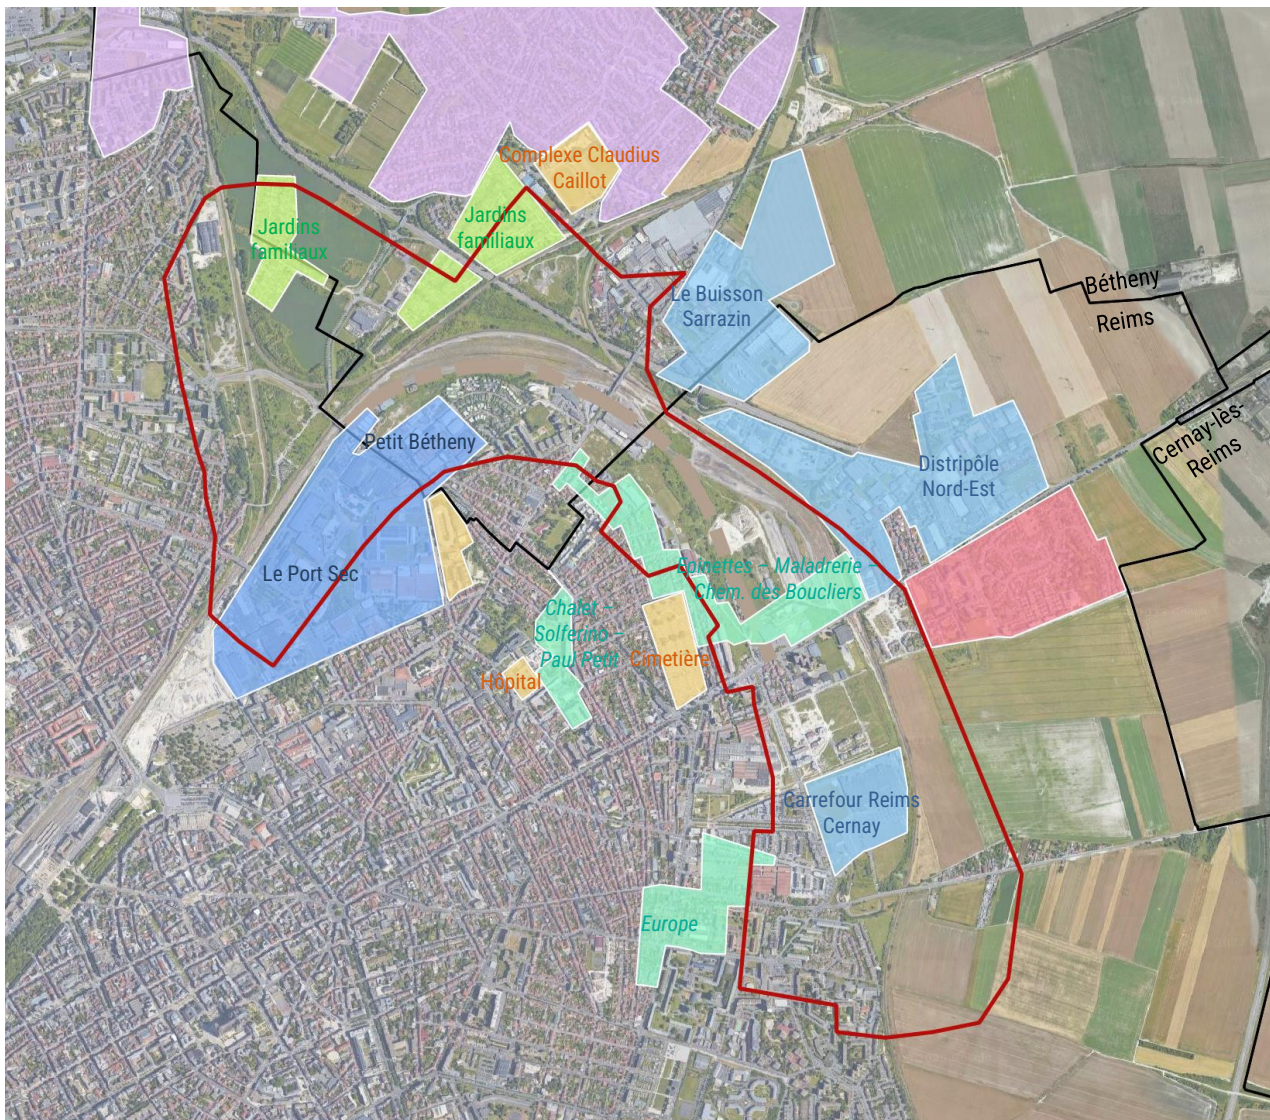 Complexe Claudius
Caillot
Jardins
familiaux
Jardins
familiaux
Le Buisson
Sarrazin
Bétheny
Reims
Cernay-lès-
Reims
Petit Bétheny
Distripôle
Nord-Est
Le Port Sec
Épinettes – Maladrerie –
Chem. des Boucliers
Chalet –
Solferino –
Paul Petit
Cimetière
Hôpital
Carrefour Reims
Cernay
Europe